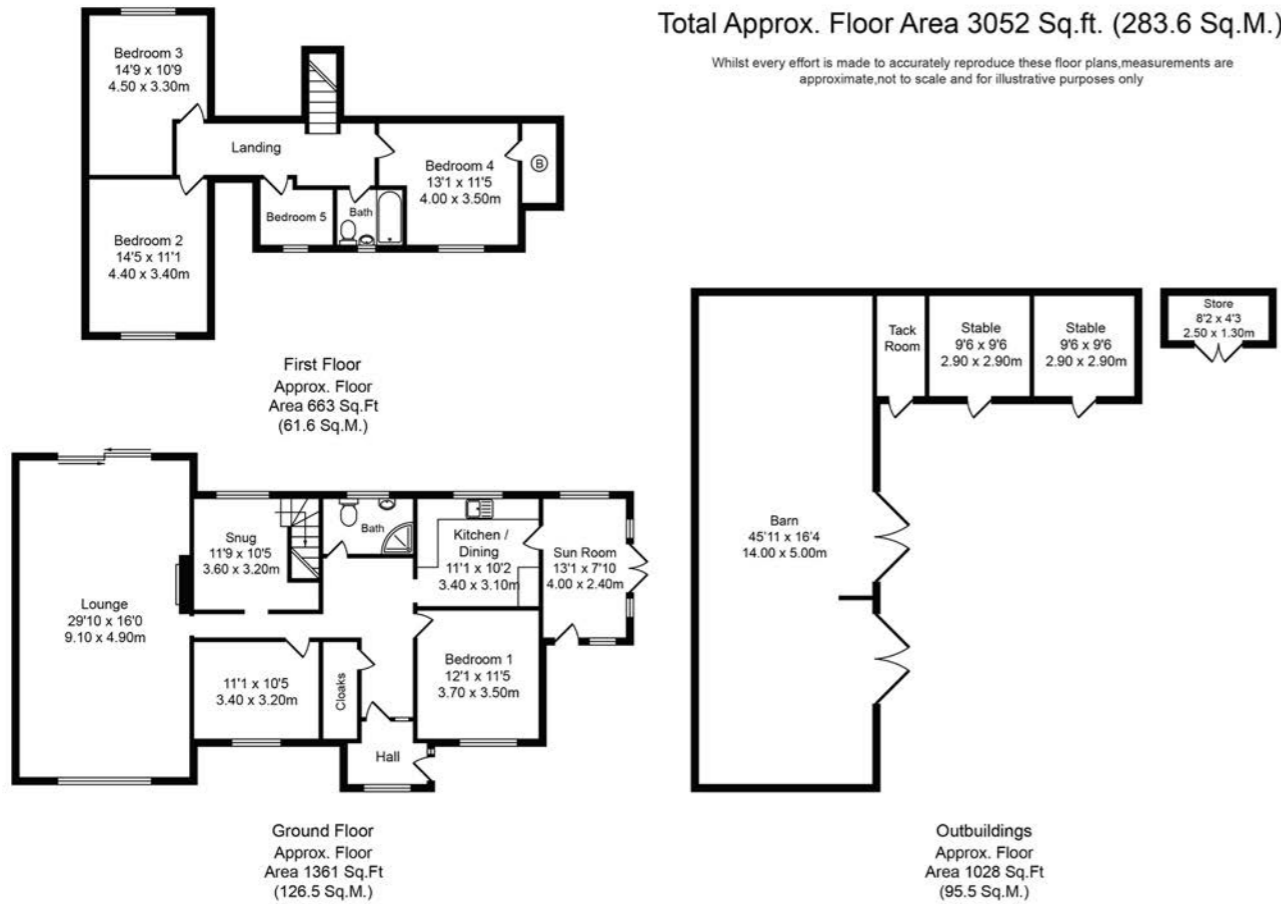 Total Approx. Floor Area 3052 Sq.ft. (283.6 Sq.M.)
Whilst every effort is made to accurately reproduce these floor plans,measurements are
approximate,not to scale and for illustrative purposes only
Bedroom 3
14'9 x 10'9
4.50 x 3.30m
Landing
Bedroom 4
13'1 x 11'5
4.00 x 3.50m
B
Bedroom 5
Bath
Bedroom 2
14'5 x 11'1
4.40 x 3.40m
First Floor
Approx. Floor
Area 663 Sq.Ft
(61.6 Sq.M.)
Lounge
29'10 x 16'0
9.10 x 4.90m
Snug
11'9 x 10'5
3.60 x 3.20m
Bath
Kitchen /
Dining
11'1 x 10'2
3.40 x 3.10m
Sun Room
13'1 x 7'10
4.00 x 2.40m
11'1 x 10'5
3.40 x 3.20m
Cloaks
Bedroom 1
12'1 x 11'5
3.70 x 3.50m
Hall
Ground Floor
Approx. Floor
Area 1361 Sq.Ft
(126.5 Sq.M.)
Tack
Room
Stable
9'6 x 9'6
2.90 x 2.90m
Stable
9'6 x 9'6
2.90 x 2.90m
Store
8'2 x 4'3
2.50 x 1.30m
Barn
45'11 x 16'4
14.00 x 5.00m
Outbuildings
Approx. Floor
Area 1028 Sq.Ft
(95.5 Sq.M.)